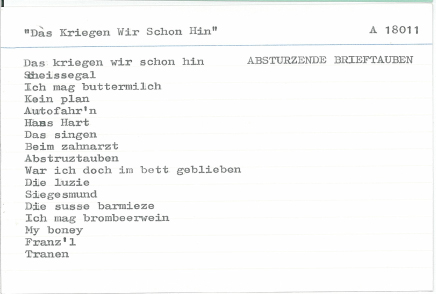 "Das Kriegen Wir Schon Hin" A 18011
Das kriegen wir schon hin ABSTURZENDE BRIEFTAUBEN
Scheissegal
Ich mag buttermilch
Kein plan
Autofahr'n
Hans Hart
Das singen
Beim zahnarzt
Abstruztauben
War ich doch im bett geblieben
Die luzie
Siegesmund
Die susse barmieze
Ich mag brombeerwein
My boney
Franz'l
Tranen